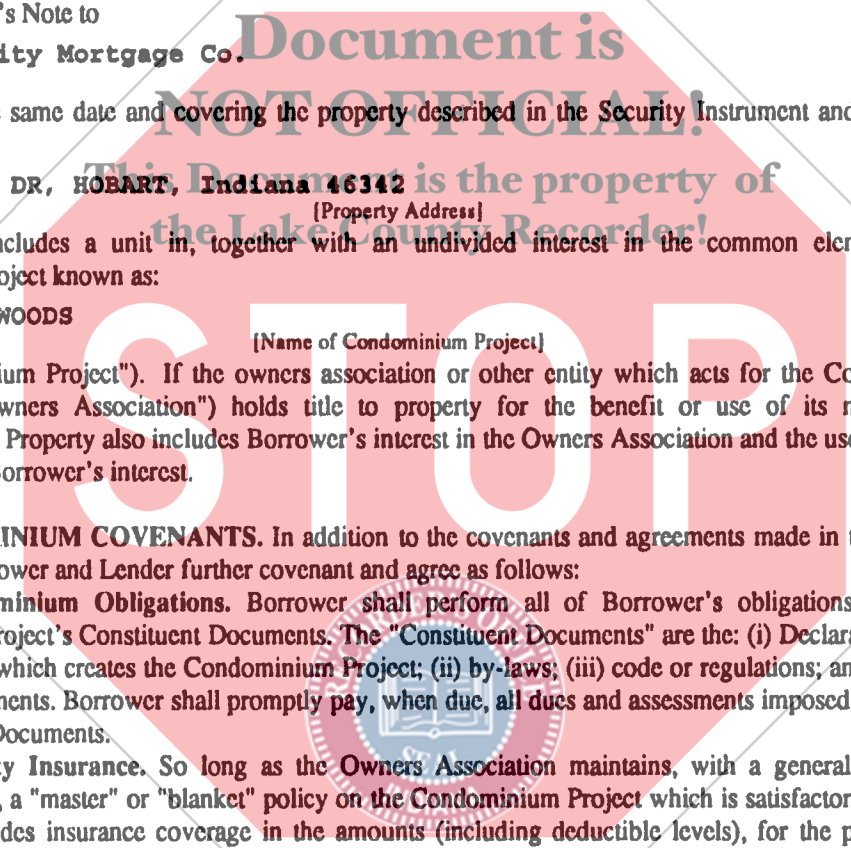 's Note to
ity Mortgage Co.
Document is
same date and covering the property described in the Security Instrument and
NOT OFFICIAL!
DR, HOBART, Indiana 46342
This Document is the property of
[Property Address]
the Lake County Recorder!
ncludes a unit in, together with an undivided interest in the common elem
oject known as:
WOODS
[Name of Condominium Project]
ium Project"). If the owners association or other entity which acts for the Co
wners Association") holds title to property for the benefit or use of its
Property also includes Borrower's interest in the Owners Association and the use
Borrower's interest.
STOP
INIUM COVENANTS. In addition to the covenants and agreements made in t
ower and Lender further covenant and agree as follows:
minium Obligations. Borrower shall perform all of Borrower's obligations
roject's Constituent Documents. The "Constituent Documents" are the: (i) Declara
which creates the Condominium Project; (ii) by-laws; (iii) code or regulations; an
ments. Borrower shall promptly pay, when due, all dues and assessments imposed
Documents.
y Insurance. So long as the Owners Association maintains, with a general
, a "master" or "blanket" policy on the Condominium Project which is satisfactor
des insurance coverage in the amounts (including deductible levels), for the p
SEAL